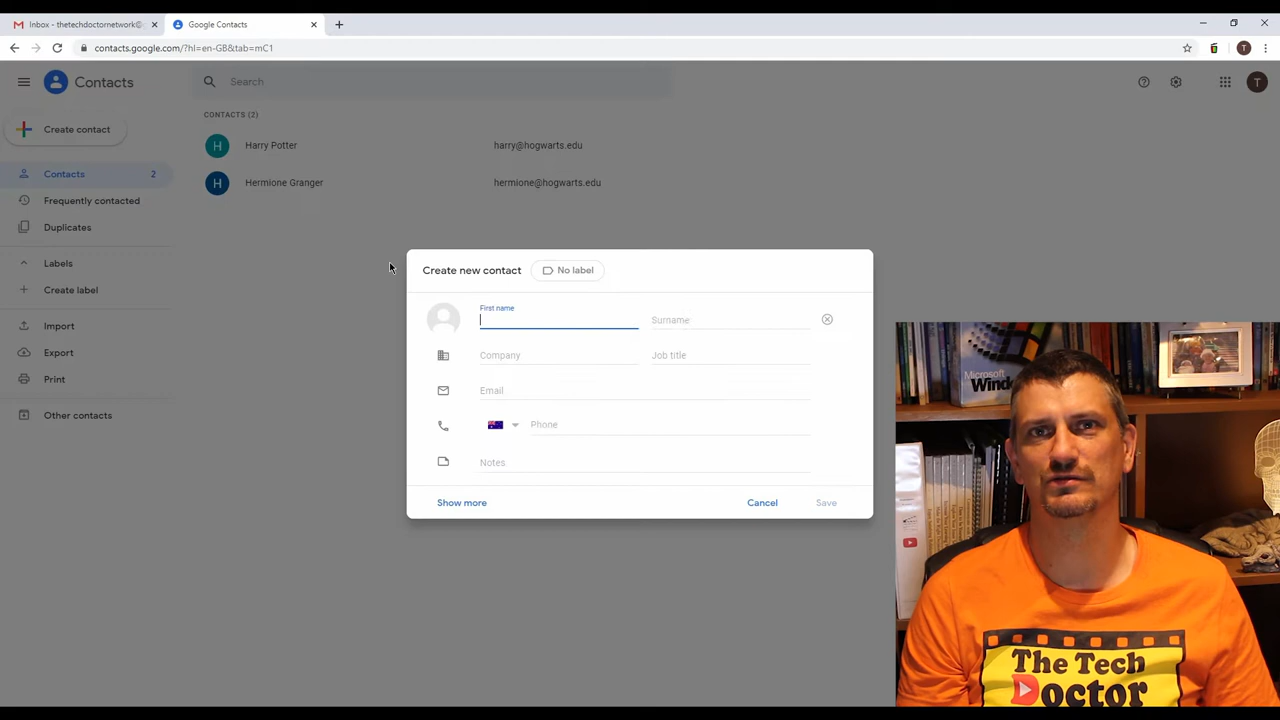 Inbox - thetechdoctornetwork@g
Google Contacts
contacts.google.com/?hl=en-GB&tab=mC1
T
Contacts
Search
T
CONTACTS (2)
Create contact
H Harry Potter harry@hogwarts.edu
Contacts 2
H Hermione Granger hermione@hogwarts.edu
Frequently contacted
Duplicates
Labels
Create label
Import
Export
Print
Other contacts
Create new contact
No label
First name
Surname
Company
Job title
Email
Phone
Notes
Show more
Cancel
Save
Microsoft
Wind
The Tech
Doctor